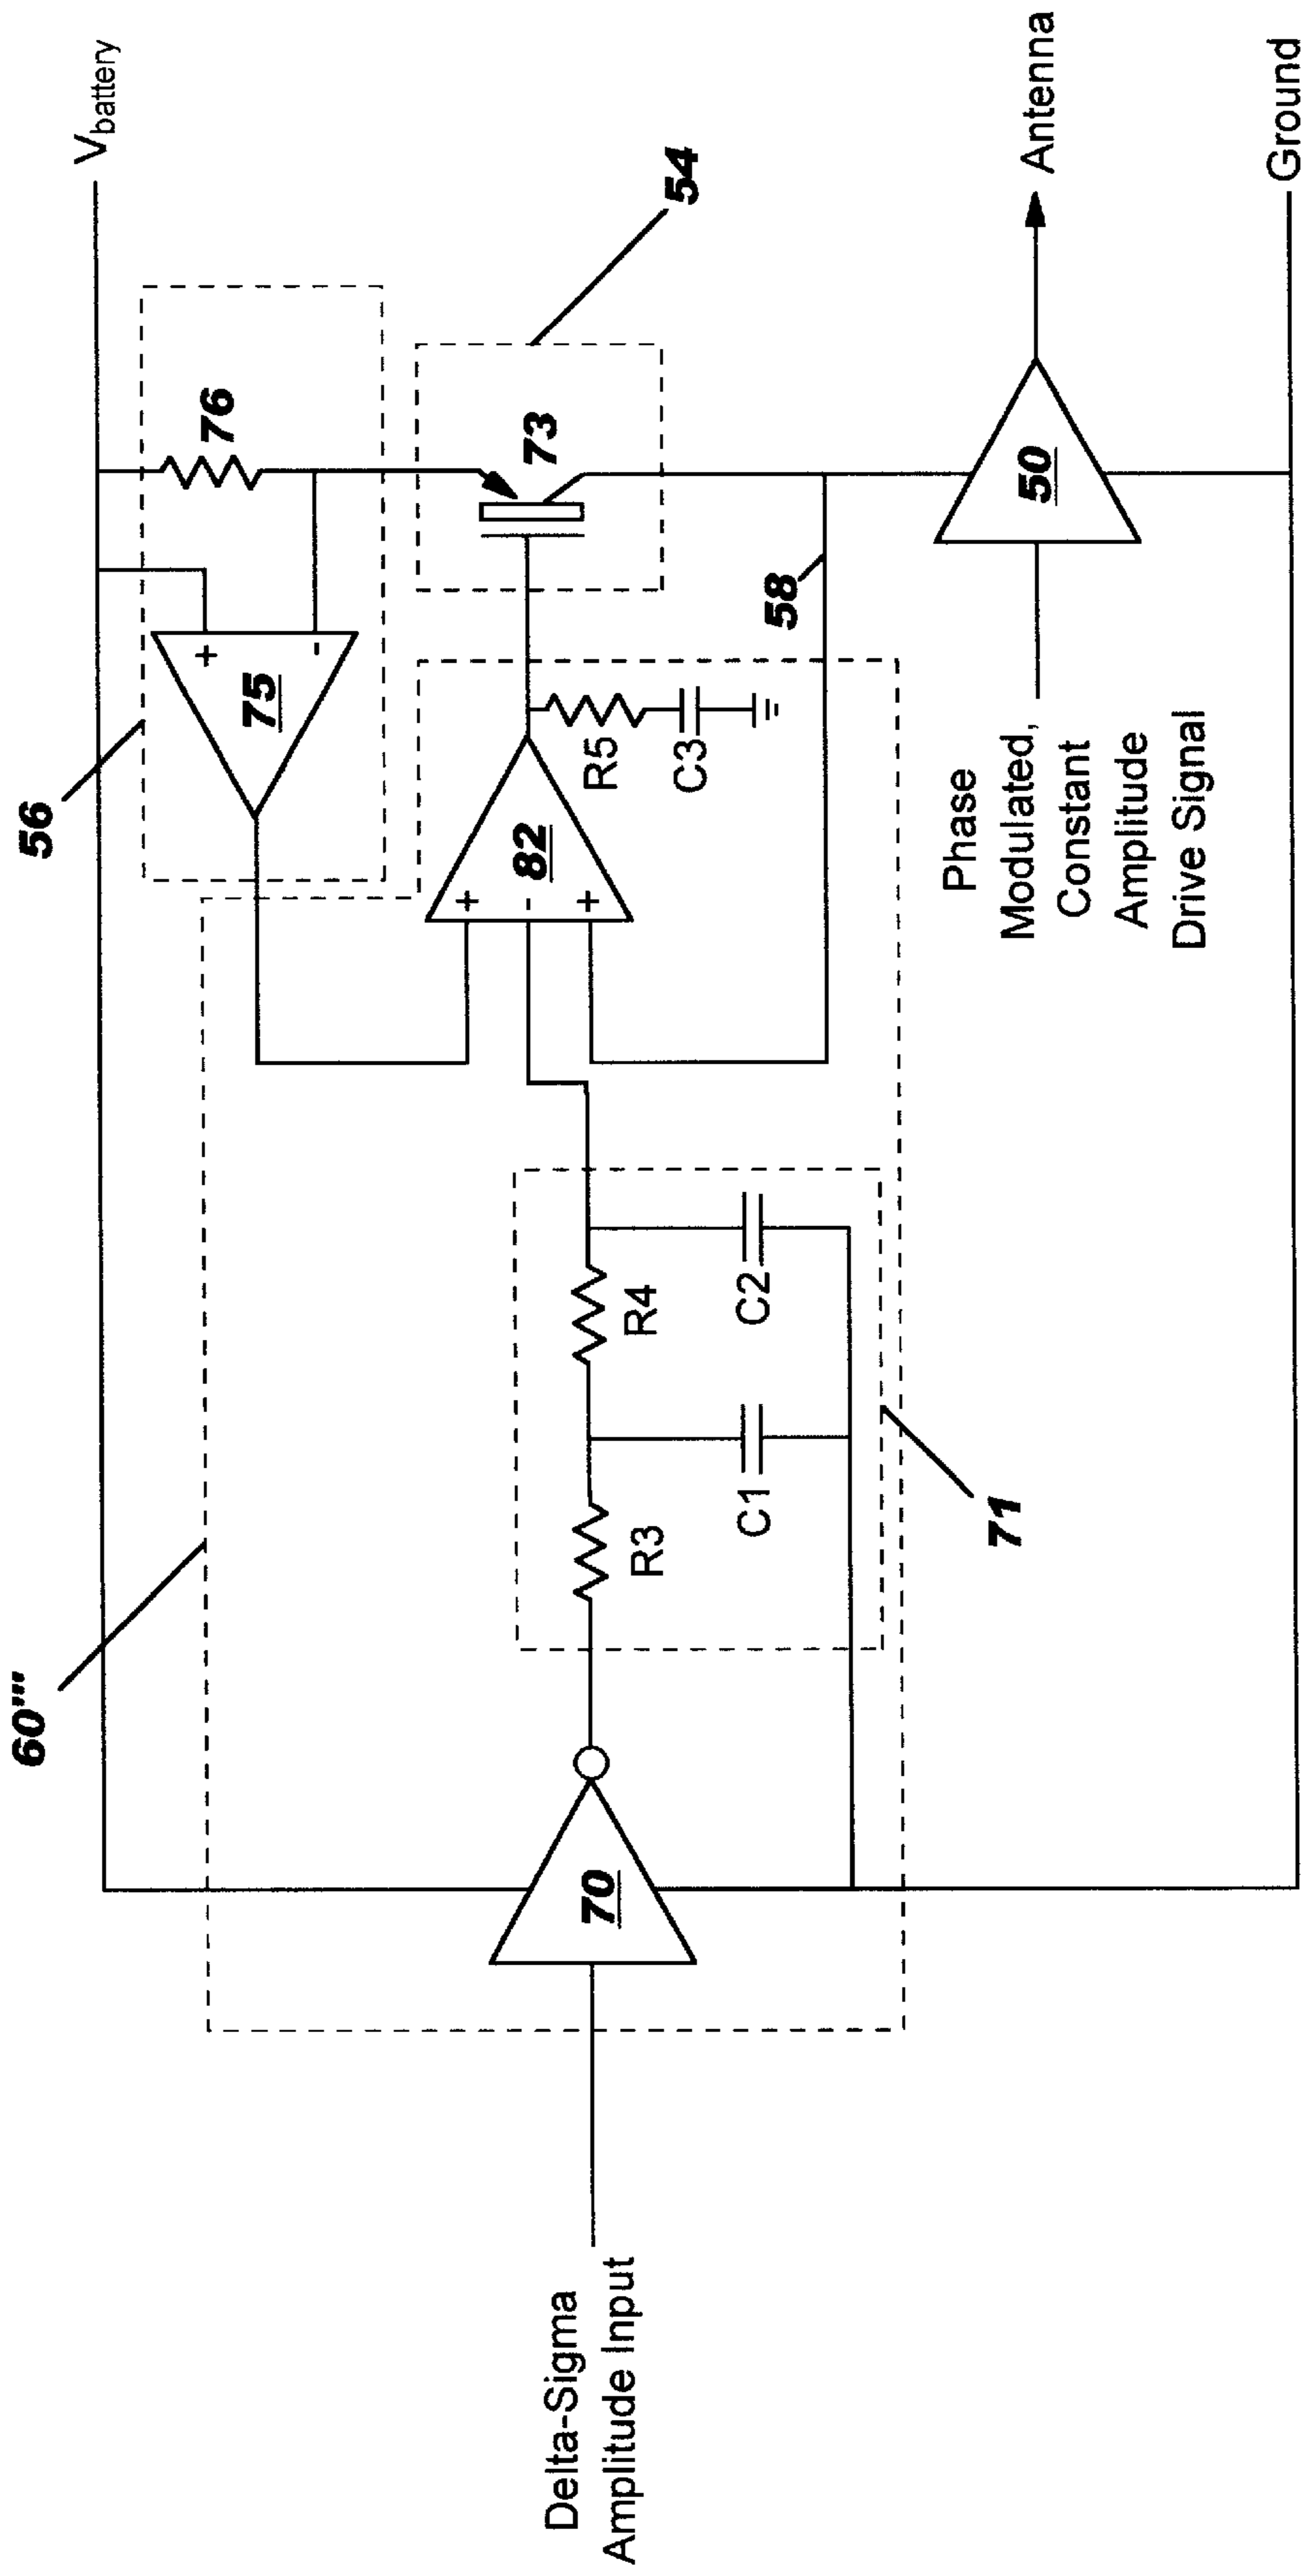 60'''
56
V battery
76
75
+
-
54
73
82
+
-
+
R5
C3
58
Delta-Sigma
Amplitude Input
70
R3
R4
C1
C2
71
50
Antenna
Phase
Modulated,
Constant
Amplitude
Drive Signal
Ground